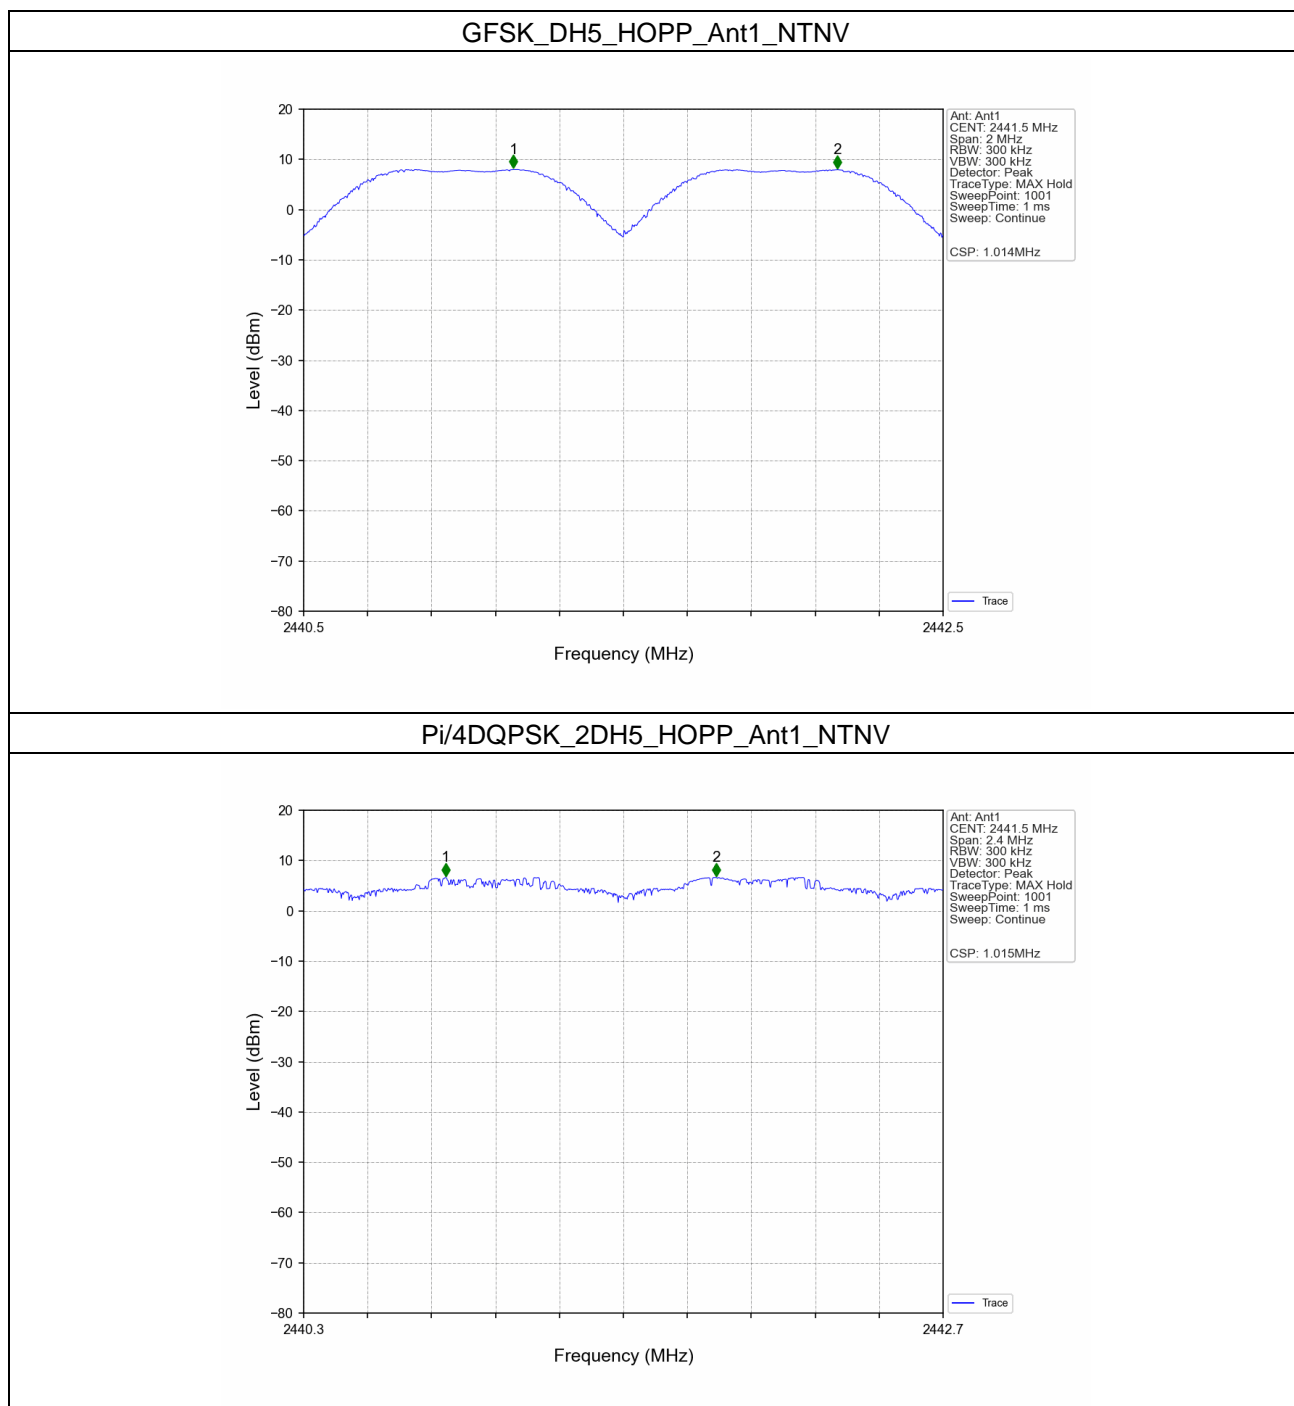 GFSK_DH5_HOPP_Ant1_NTNV
20
10
0
−10
−20
−30
−40
−50
−60
−70
−80
Level (dBm)
1
2
2440.5
2442.5
Frequency (MHz)
Ant: Ant1
CENT: 2441.5 MHz
Span: 2 MHz
RBW: 300 kHz
VBW: 300 kHz
Detector: Peak
TraceType: MAX Hold
SweepPoint: 1001
SweepTime: 1 ms
Sweep: Continue
CSP: 1.014MHz
Trace
Pi/4DQPSK_2DH5_HOPP_Ant1_NTNV
20
10
0
−10
−20
−30
−40
−50
−60
−70
−80
Level (dBm)
1
2
2440.3
2442.7
Frequency (MHz)
Ant: Ant1
CENT: 2441.5 MHz
Span: 2.4 MHz
RBW: 300 kHz
VBW: 300 kHz
Detector: Peak
TraceType: MAX Hold
SweepPoint: 1001
SweepTime: 1 ms
Sweep: Continue
CSP: 1.015MHz
Trace